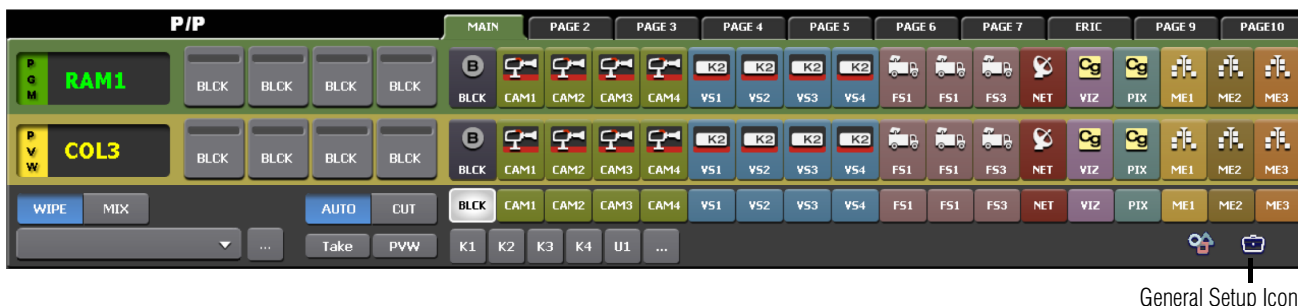 P/P MAIN PAGE 2 PAGE 3 PAGE 4 PAGE 5 PAGE 6 PAGE 7 ERIC PAGE 9 PAGE10
PGM RAM1 BLCK BLCK BLCK BLCK
B K2 K2 K2 K2 Cg Cg
BLCK CAM1 CAM2 CAM3 CAM4 VS1 VS2 VS3 VS4 FS1 FS1 FS3 NET VIZ PIX ME1 ME2 ME3
PVW COL3 BLCK BLCK BLCK BLCK
B K2 K2 K2 K2 Cg Cg
BLCK CAM1 CAM2 CAM3 CAM4 VS1 VS2 VS3 VS4 FS1 FS1 FS3 NET VIZ PIX ME1 ME2 ME3
WIPE MIX AUTO CUT BLCK CAM1 CAM2 CAM3 CAM4 VS1 VS2 VS3 VS4 FS1 FS1 FS3 NET VIZ PIX ME1 ME2 ME3
... Take PVW K1 K2 K3 K4 U1 ...
General Setup Icon